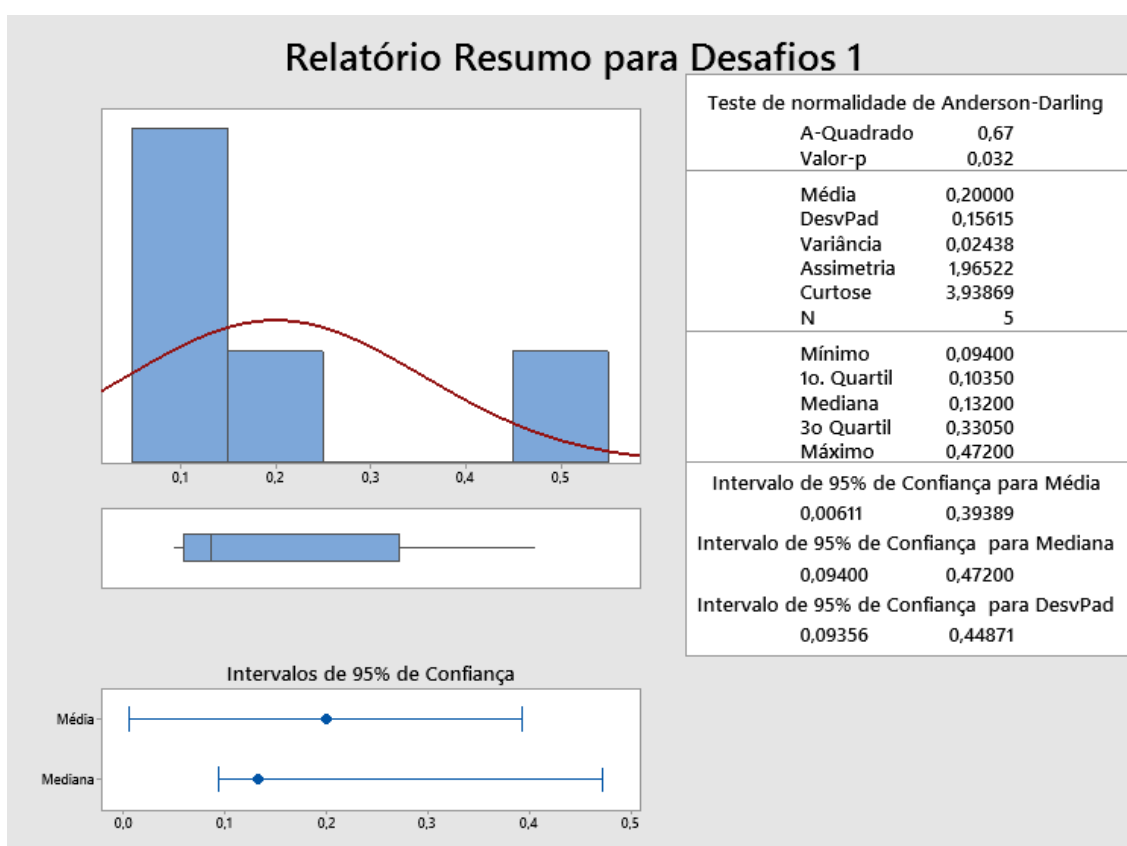 Relatório Resumo para Desafios 1
Teste de normalidade de Anderson-Darling
A-Quadrado 0,67
Valor-p 0,032
Média 0,20000
DesvPad 0,15615
Variância 0,02438
Assimetria 1,96522
Curtose 3,93869
N 5
Mínimo 0,09400
1o. Quartil 0,10350
Mediana 0,13200
3o Quartil 0,33050
Máximo 0,47200
Intervalo de 95% de Confiança para Média
0,00611 0,39389
Intervalo de 95% de Confiança para Mediana
0,09400 0,47200
Intervalo de 95% de Confiança para DesvPad
0,09356 0,44871
0,1 0,2 0,3 0,4 0,5
Intervalos de 95% de Confiança
Média
Mediana
0,0 0,1 0,2 0,3 0,4 0,5